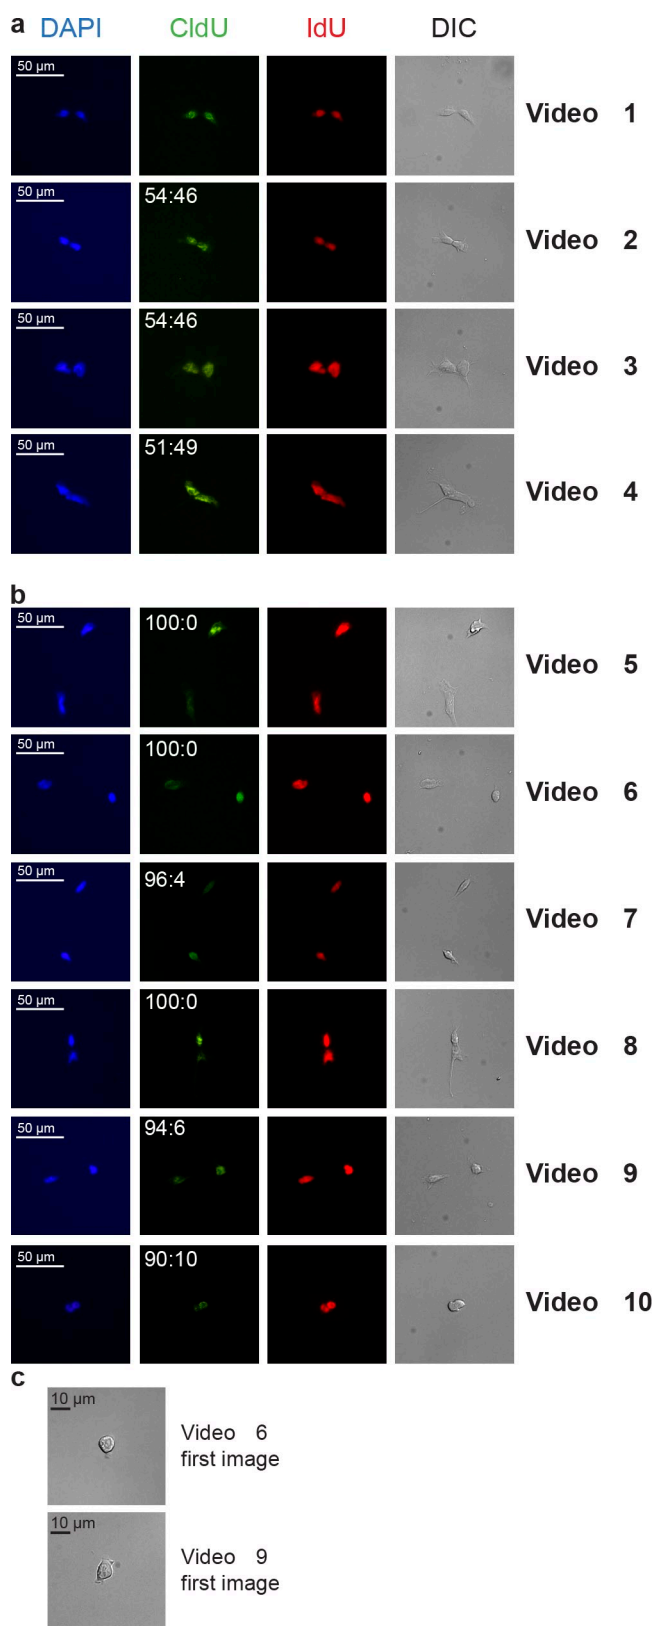 a DAPI CldU IdU DIC
50 µm
Video 1
50 µm 54:46
Video 2
50 µm 54:46
Video 3
50 µm 51:49
Video 4
b
50 µm 100:0
Video 5
50 µm 100:0
Video 6
50 µm 96:4
Video 7
50 µm 100:0
Video 8
50 µm 94:6
Video 9
50 µm 90:10
Video 10
c
10 µm
Video 6
first image
10 µm
Video 9
first image